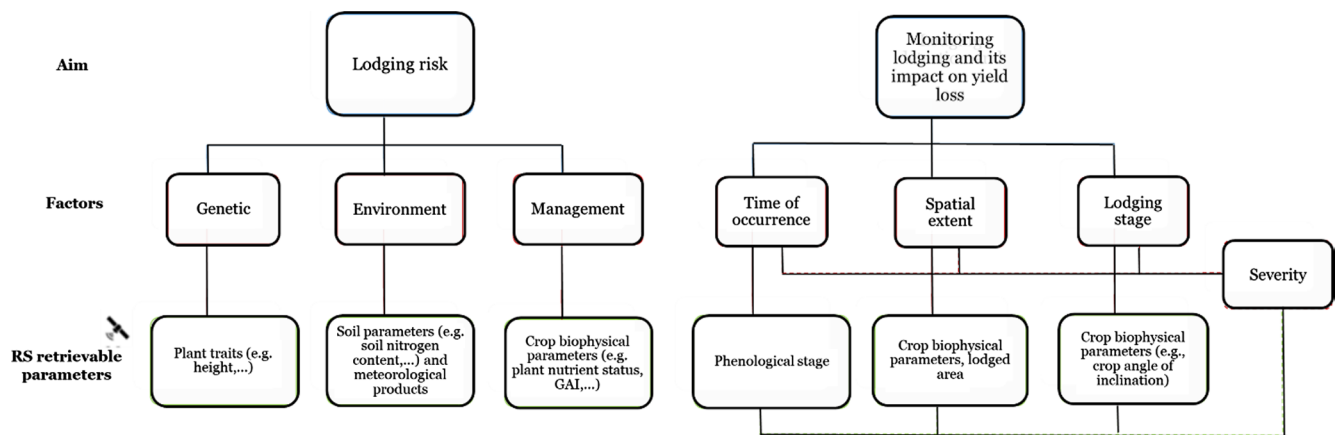 Aim
Lodging risk
Monitoring
lodging and its
impact on yield
loss
Factors
Genetic
Environment
Management
Time of
occurrence
Spatial
extent
Lodging
stage
Severity
RS retrievable
parameters
Plant traits (e.g.
height,...)
Soil parameters (e.g.
soil nitrogen
content,...) and
meteorological
products
Crop biophysical
parameters (e.g.
plant nutrient status,
GAI,...)
Phenological stage
Crop biophysical
parameters, lodged
area
Crop biophysical
parameters (e.g.,
crop angle of
inclination)